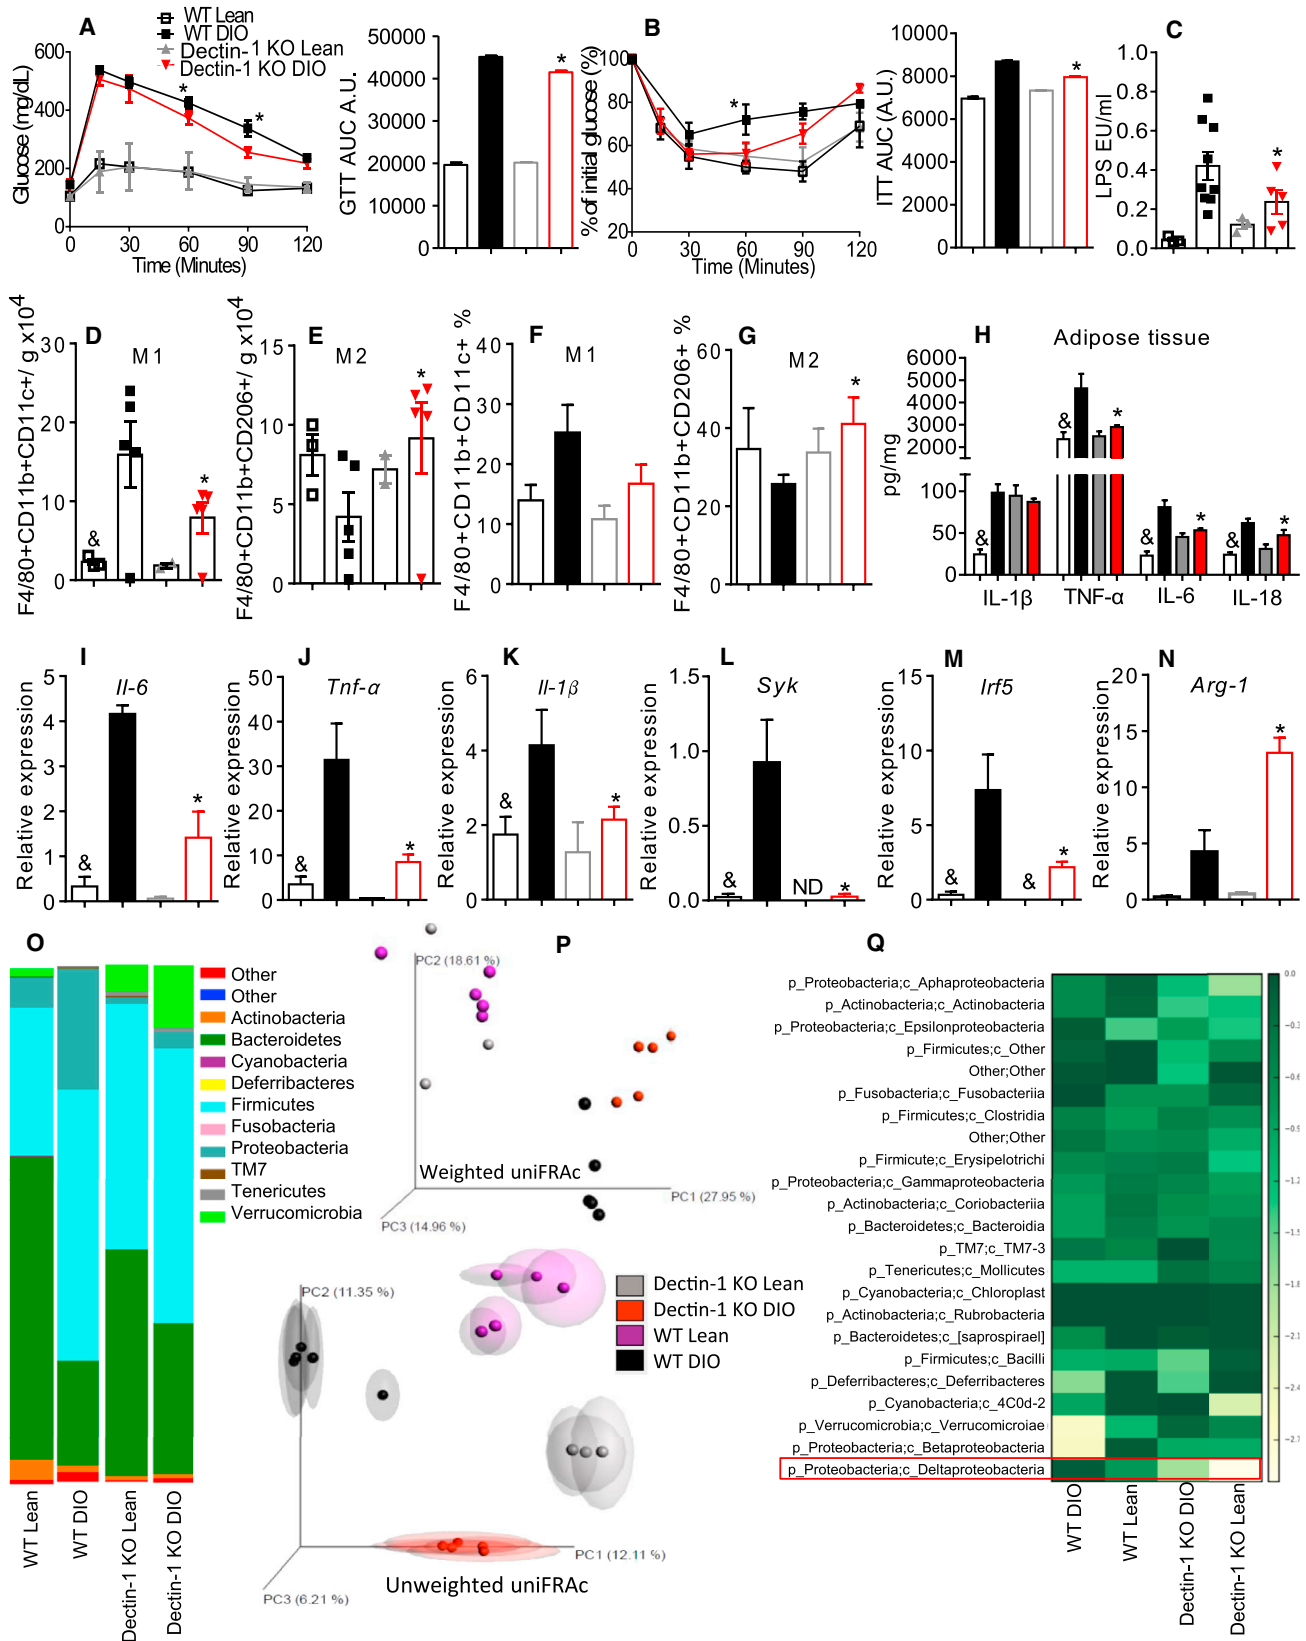 A
WT Lean
WT DIO
Dectin-1 KO Lean
Dectin-1 KO DIO
Glucose (mg/dL)
600
400
200
0
*
*
0 30 60 90 120
Time (Minutes)
GTT AUC A.U.
50000
40000
30000
20000
10000
0
*
B
% of initial glucose (%)
100
80
60
40
20
*
0 30 60 90 120
Time (Minutes)
ITT AUC (A.U.)
10000
8000
6000
4000
2000
0
*
C
LPS EU/ml
1.0
0.8
0.6
0.4
0.2
0.0
*
D
M1
F4/80+CD11b+CD11c+/ g x10⁴
30
20
10
0
&
*
E
M2
F4/80+CD11b+CD206+/ g x10⁴
15
10
5
0
*
F
M1
F4/80+CD11b+CD11c+ %
40
30
20
10
0
G
M2
F4/80+CD11b+CD206+ %
60
40
20
0
*
H
Adipose tissue
pg/mg
6000
5000
4000
3000
2000
100
50
0
&
&
*
&
*
&
*
IL-1β TNF-α IL-6 IL-18
I
Il-6
Relative expression
5
4
3
2
1
0
&
*
J
Tnf-α
Relative expression
50
40
30
20
10
0
&
*
K
Il-1β
Relative expression
6
4
2
0
&
*
L
Syk
Relative expression
1.5
1.0
0.5
0.0
&
ND
*
M
Irf5
Relative expression
15
10
5
0
&
&
*
N
Arg-1
Relative expression
20
15
10
5
0
*
O
Other
Other
Actinobacteria
Bacteroidetes
Cyanobacteria
Deferribacteres
Firmicutes
Fusobacteria
Proteobacteria
TM7
Tenericutes
Verrucomicrobia
WT Lean
WT DIO
Dectin-1 KO Lean
Dectin-1 KO DIO
P
PC2 (18.61 %)
Weighted uniFRAc
PC1 (27.95 %)
PC3 (14.96 %)
PC2 (11.35 %)
Dectin-1 KO Lean
Dectin-1 KO DIO
WT Lean
WT DIO
PC1 (12.11 %)
Unweighted uniFRAc
PC3 (6.21 %)
Q
p_Proteobacteria;c_Aphaproteobacteria
p_Actinobacteria;c_Actinobacteria
p_Proteobacteria;c_Epsilonproteobacteria
p_Firmicutes;c_Other
Other;Other
p_Fusobacteria;c_Fusobacteriia
p_Firmicutes;c_Clostridia
Other;Other
p_Firmicute;c_Erysipelotrichi
p_Proteobacteria;c_Gammaproteobacteria
p_Actinobacteria;c_Coriobacteriia
p_Bacteroidetes;c_Bacteroidia
p_TM7;c_TM7-3
p_Tenericutes;c_Mollicutes
p_Cyanobacteria;c_Chloroplast
p_Actinobacteria;c_Rubrobacteria
p_Bacteroidetes;c_[saprospirael]
p_Firmicutes;c_Bacilli
p_Deferribacteres;c_Deferribacteres
p_Cyanobacteria;c_4C0d-2
p_Verrucomicrobia;c_Verrucomicroiae
p_Proteobacteria;c_Betaproteobacteria
p_Proteobacteria;c_Deltaproteobacteria
WT DIO
WT Lean
Dectin-1 KO DIO
Dectin-1 KO Lean
0.0